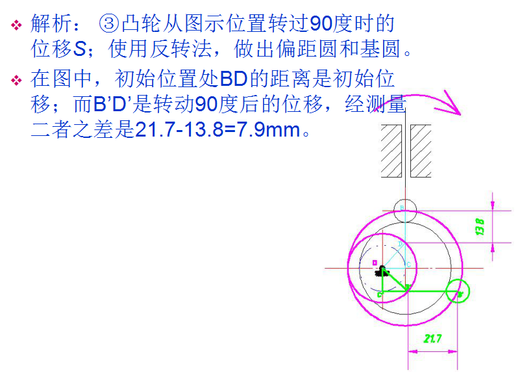 解析： ③凸轮从图示位置转过90度时的
位移S；使用反转法，做出偏距圆和基圆。
在图中，初始位置处BD的距离是初始位
移；而B’D’是转动90度后的位移，经测量
二者之差是21.7-13.8=7.9mm。
13.8
21.7